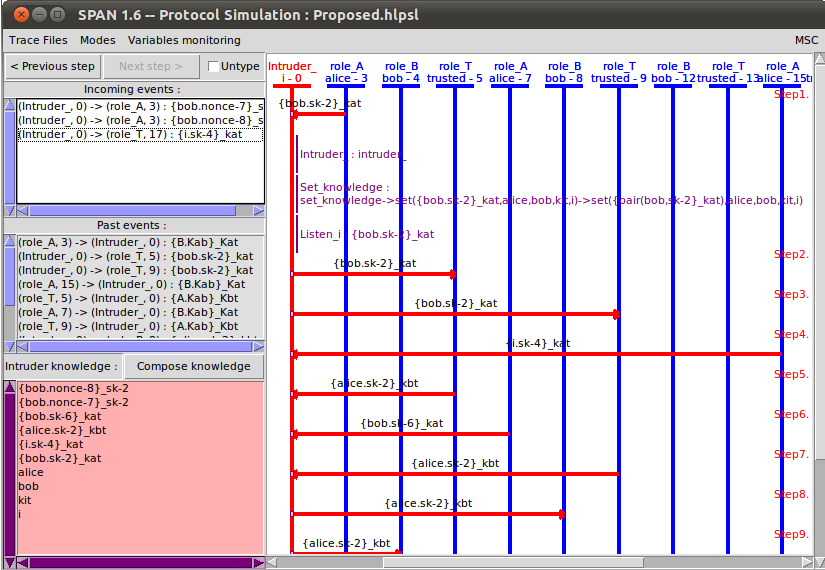 SPAN 1.6 -- Protocol Simulation : Proposed.hlpsl
Trace Files Modes Variables monitoring MSC
< Previous step Next step > Untype
Incoming events :
(Intruder_, 0) -> (role_A, 3) : {bob.nonce-7}_s
(Intruder_, 0) -> (role_A, 3) : {bob.nonce-8}_s
(Intruder_, 0) -> (role_T, 17) : {i.sk-4}_kat
Past events :
(role_A, 3) -> (Intruder_, 0) : {B.Kab}_Kat
(Intruder_, 0) -> (role_T, 5) : {bob.sk-2}_kat
(Intruder_, 0) -> (role_T, 9) : {bob.sk-2}_kat
(role_A, 15) -> (Intruder_, 0) : {B.Kab}_Kat
(role_T, 5) -> (Intruder_, 0) : {A.Kab}_Kbt
(role_A, 7) -> (Intruder_, 0) : {B.Kab}_Kat
(role_T, 9) -> (Intruder_, 0) : {A.Kab}_Kbt
Intruder knowledge : Compose knowledge
{bob.nonce-8}_sk-2
{bob.nonce-7}_sk-2
{bob.sk-6}_kat
{alice.sk-2}_kbt
{i.sk-4}_kat
{bob.sk-2}_kat
alice
bob
kit
i
Intruder_ role_A role_B role_T role_A role_B role_T role_B role_T role_A
i - 0 alice - 3 bob - 4 trusted - 5 alice - 7 bob - 8 trusted - 9 bob - 12 trusted - 13 alice - 15
Step1.
{bob.sk-2}_kat
Intruder_ : intruder_
Set_knowledge :
set_knowledge->set({bob.sk-2}_kat,alice,bob,kit,i)->set({pair(bob,sk-2)_kat),alice,bob,kit,i)
Listen_i : {bob.sk-2}_kat
Step2.
{bob.sk-2}_kat
Step3.
{bob.sk-2}_kat
Step4.
{i.sk-4}_kat
Step5.
{alice.sk-2}_kbt
Step6.
{bob.sk-6}_kat
Step7.
{alice.sk-2}_kbt
Step8.
{alice.sk-2}_kbt
Step9.
{alice.sk-2}_kbt